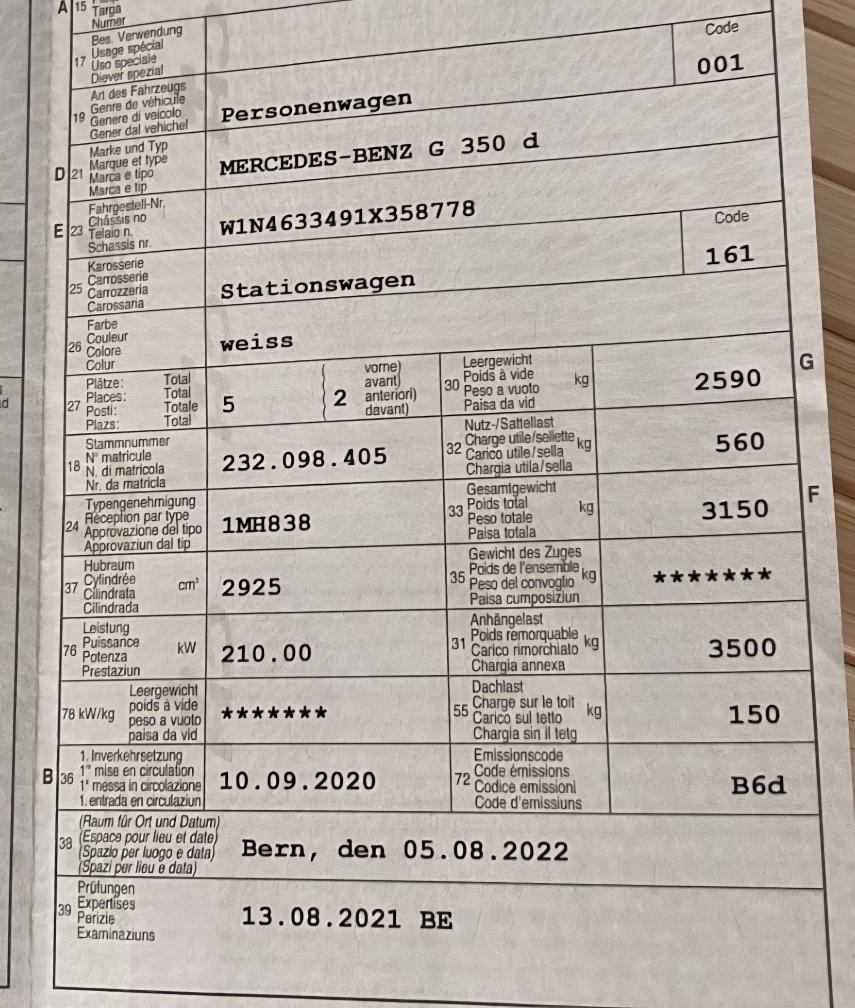 A 15 Targa
Numer
17 Bes. Verwendung
Usage spécial
Uso speciale
Diever spezial
19 Art des Fahrzeugs
Genre de véhicule
Genere di veicolo
Gener dal vehichel
Personenwagen
Code
001
D 21 Marke und Typ
Marque et type
Marca e tipo
Marca e tip
MERCEDES-BENZ G 350 d
E 23 Fahrgestell-Nr.
Châssis no
Telaio n.
Schassis nr.
W1N4633491X358778
25 Karosserie
Carrosserie
Carrozzeria
Carossaria
Stationswagen
Code
161
26 Farbe
Couleur
Colore
Colur
weiss
27 Plätze: Total
Places: Total
Posti: Totale
Plazs: Total
5
2
vorne)
avant)
anteriori)
davant)
30 Leergewicht
Poids à vide
Peso a vuoto
Paisa da vid
kg
2590
G
18 Stammnummer
N° matricule
N. di matricola
Nr. da matricla
232.098.405
32 Nutz-/Sattellast
Charge utile/sellette
Carico utile/sella
Chargia utila/sella
kg
560
24 Typengenehmigung
Réception par type
Approvazione del tipo
Approvaziun dal tip
1MH838
33 Gesamtgewicht
Poids total
Peso totale
Paisa totala
kg
3150
F
37 Hubraum
Cylindrée
Cilindrata
Cilindrada
cm³
2925
35 Gewicht des Zuges
Poids de l'ensemble
Peso del convoglio
Paisa cumposiziun
kg
*******
76 Leistung
Puissance
Potenza
Prestaziun
kW
210.00
31 Anhängelast
Poids remorquable
Carico rimorchiato
Chargia annexa
kg
3500
78 kW/kg
Leergewicht
poids à vide
peso a vuoto
paisa da vid
*******
55 Dachlast
Charge sur le toit
Carico sul tetto
Chargia sin il tetg
kg
150
B 36 1. Inverkehrsetzung
1re mise en circulation
1a messa in circolazione
1. entrada en circulaziun
10.09.2020
72 Emissionscode
Code émissions
Codice emissioni
Code d'emissiuns
B6d
38 (Raum für Ort und Datum)
(Espace pour lieu et date)
(Spazio per luogo e data)
(Spazi per lieu e data)
Bern, den 05.08.2022
39 Prüfungen
Expertises
Perizie
Examinaziuns
13.08.2021 BE